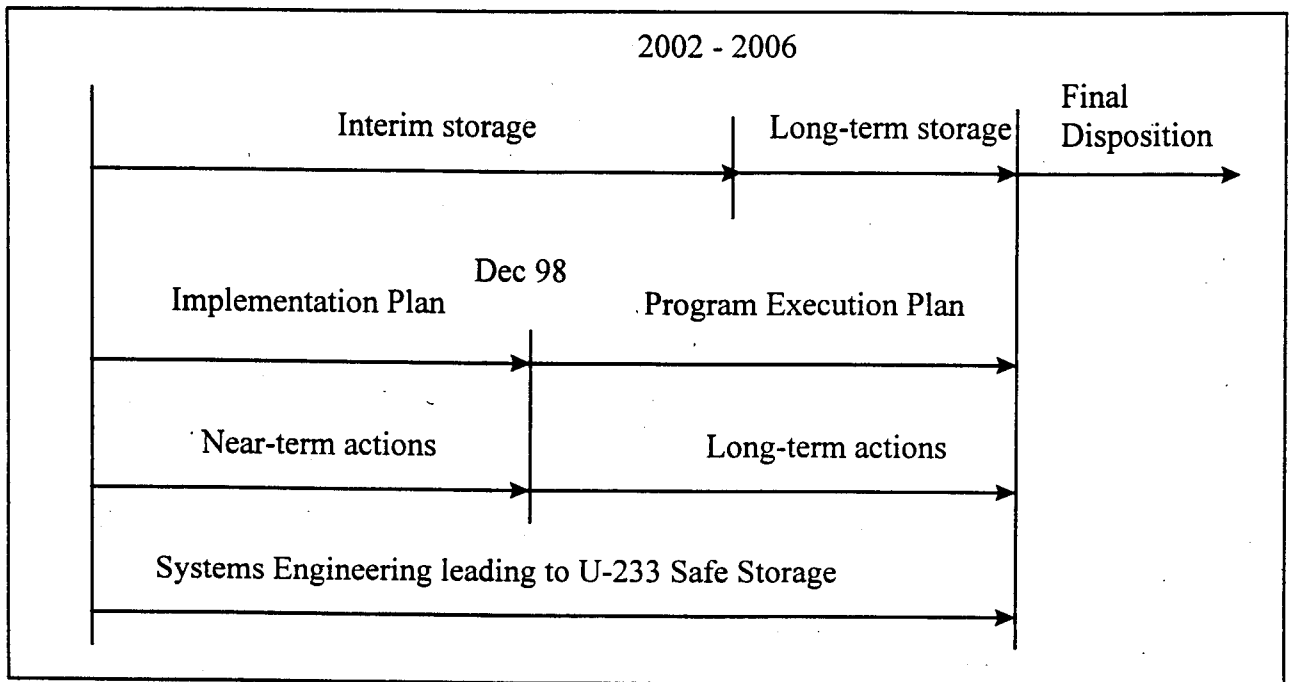 2002 - 2006
Interim storage
Long-term storage
Final
Disposition
Dec 98
Implementation Plan
Program Execution Plan
Near-term actions
Long-term actions
Systems Engineering leading to U-233 Safe Storage